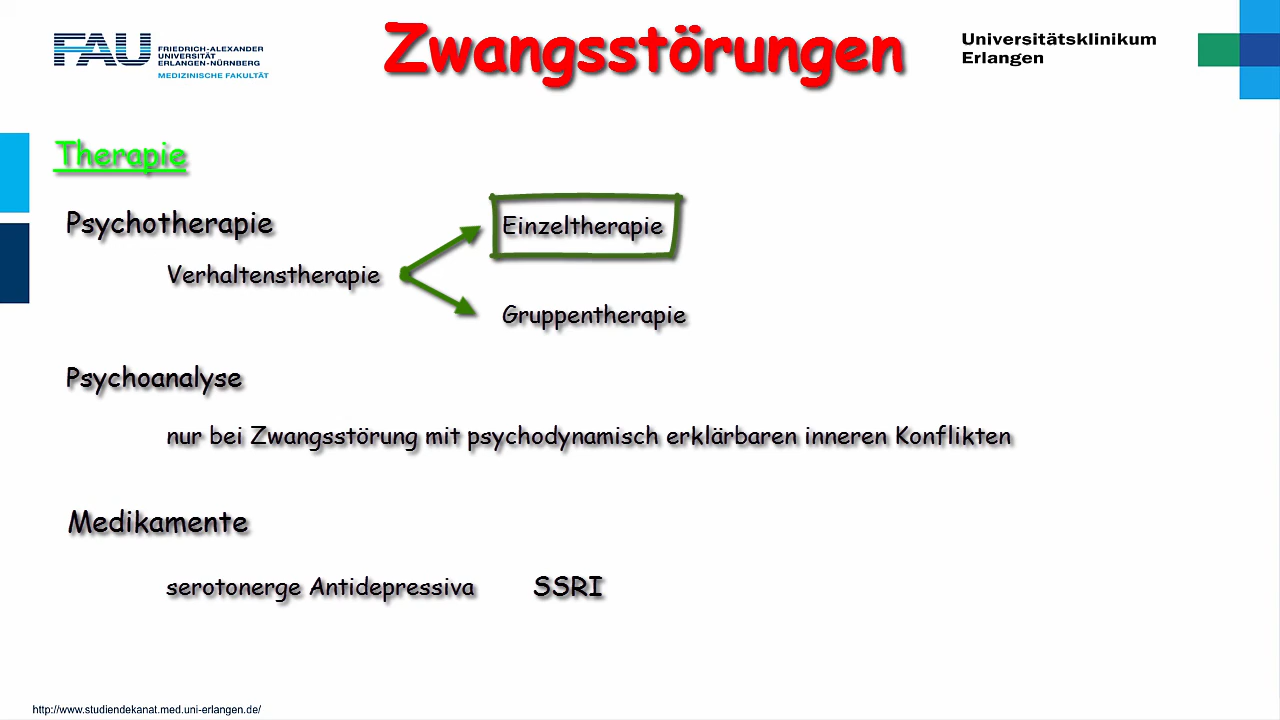 FAU
FRIEDRICH-ALEXANDER
UNIVERSITÄT
ERLANGEN-NÜRNBERG
MEDIZINISCHE FAKULTÄT
Zwangsstörungen
Universitätsklinikum
Erlangen
Therapie
Psychotherapie
Einzeltherapie
Verhaltenstherapie
Gruppentherapie
Psychoanalyse
nur bei Zwangsstörung mit psychodynamisch erklärbaren inneren Konflikten
Medikamente
serotonerge Antidepressiva SSRI
http://www.studiendekanat.med.uni-erlangen.de/